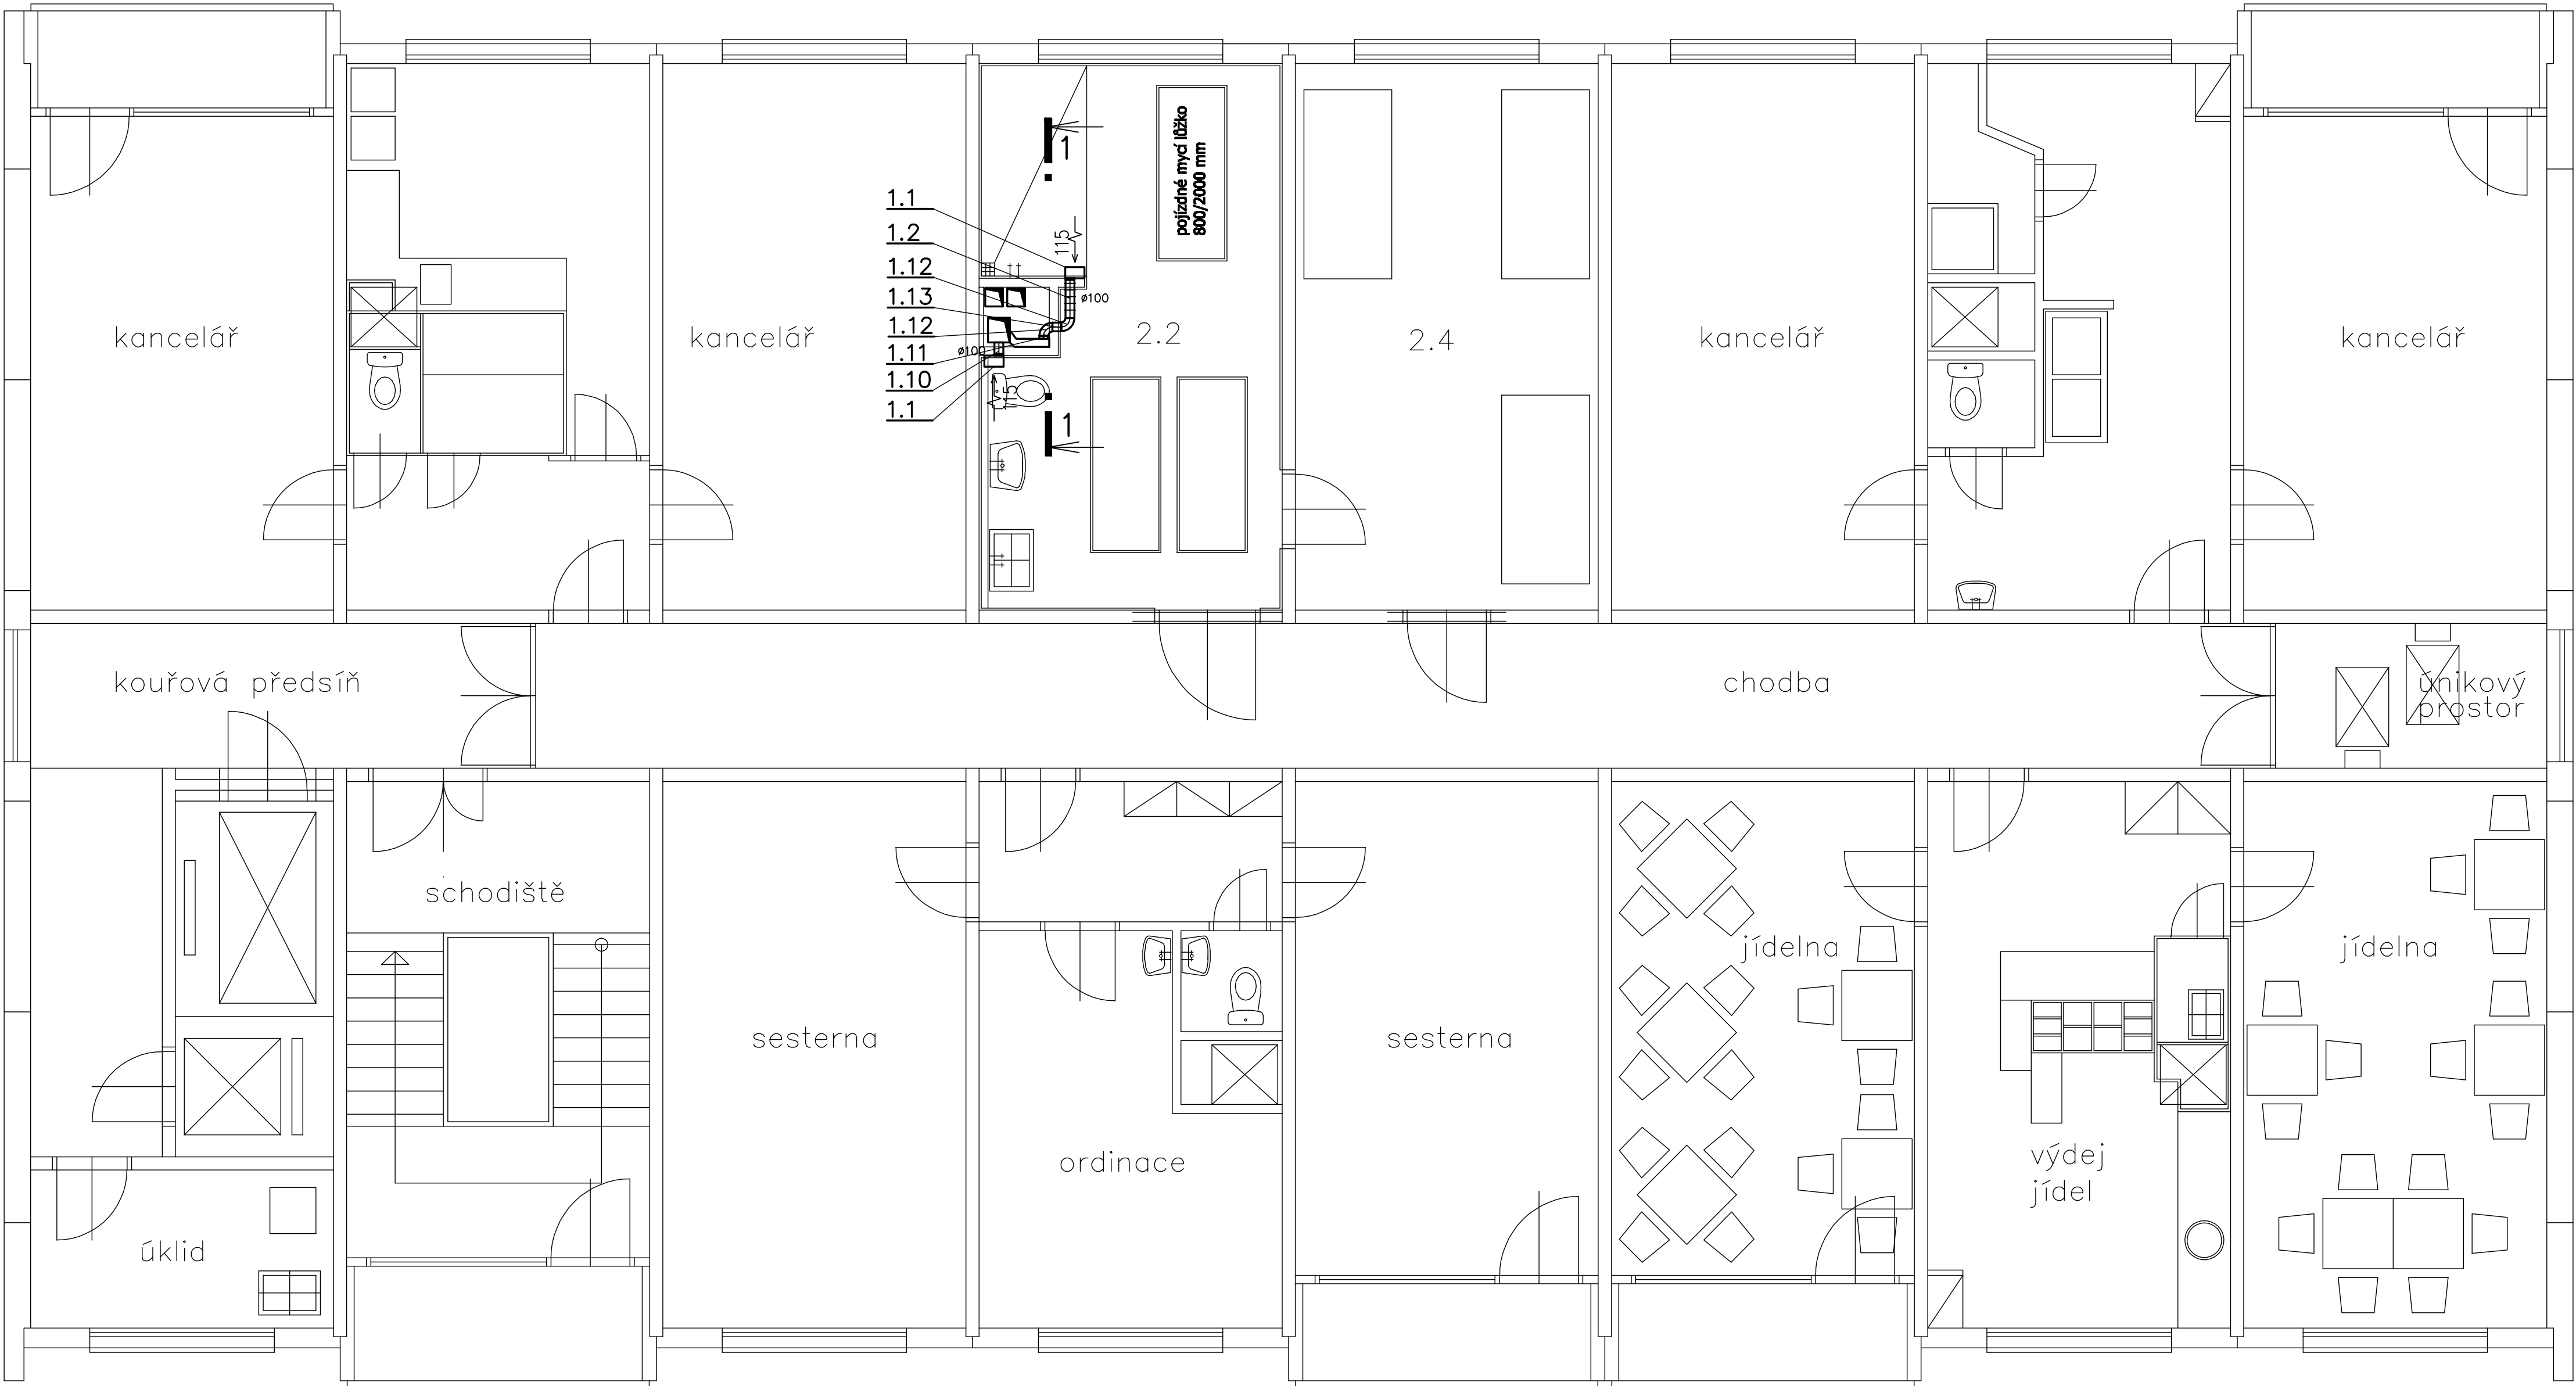 pojízdné mycí lůžko
800/2000 mm
1
1.1
1.2
1.12
1.13
1.12
1.11
1.10
1.1
115
ø100
ø100
115
1
kancelář
kancelář
2.2
2.4
kancelář
kancelář
kouřová předsíň
chodba
únikový
prostor
schodiště
jídelna
jídelna
sesterna
sesterna
ordinace
výdej
jídel
úklid